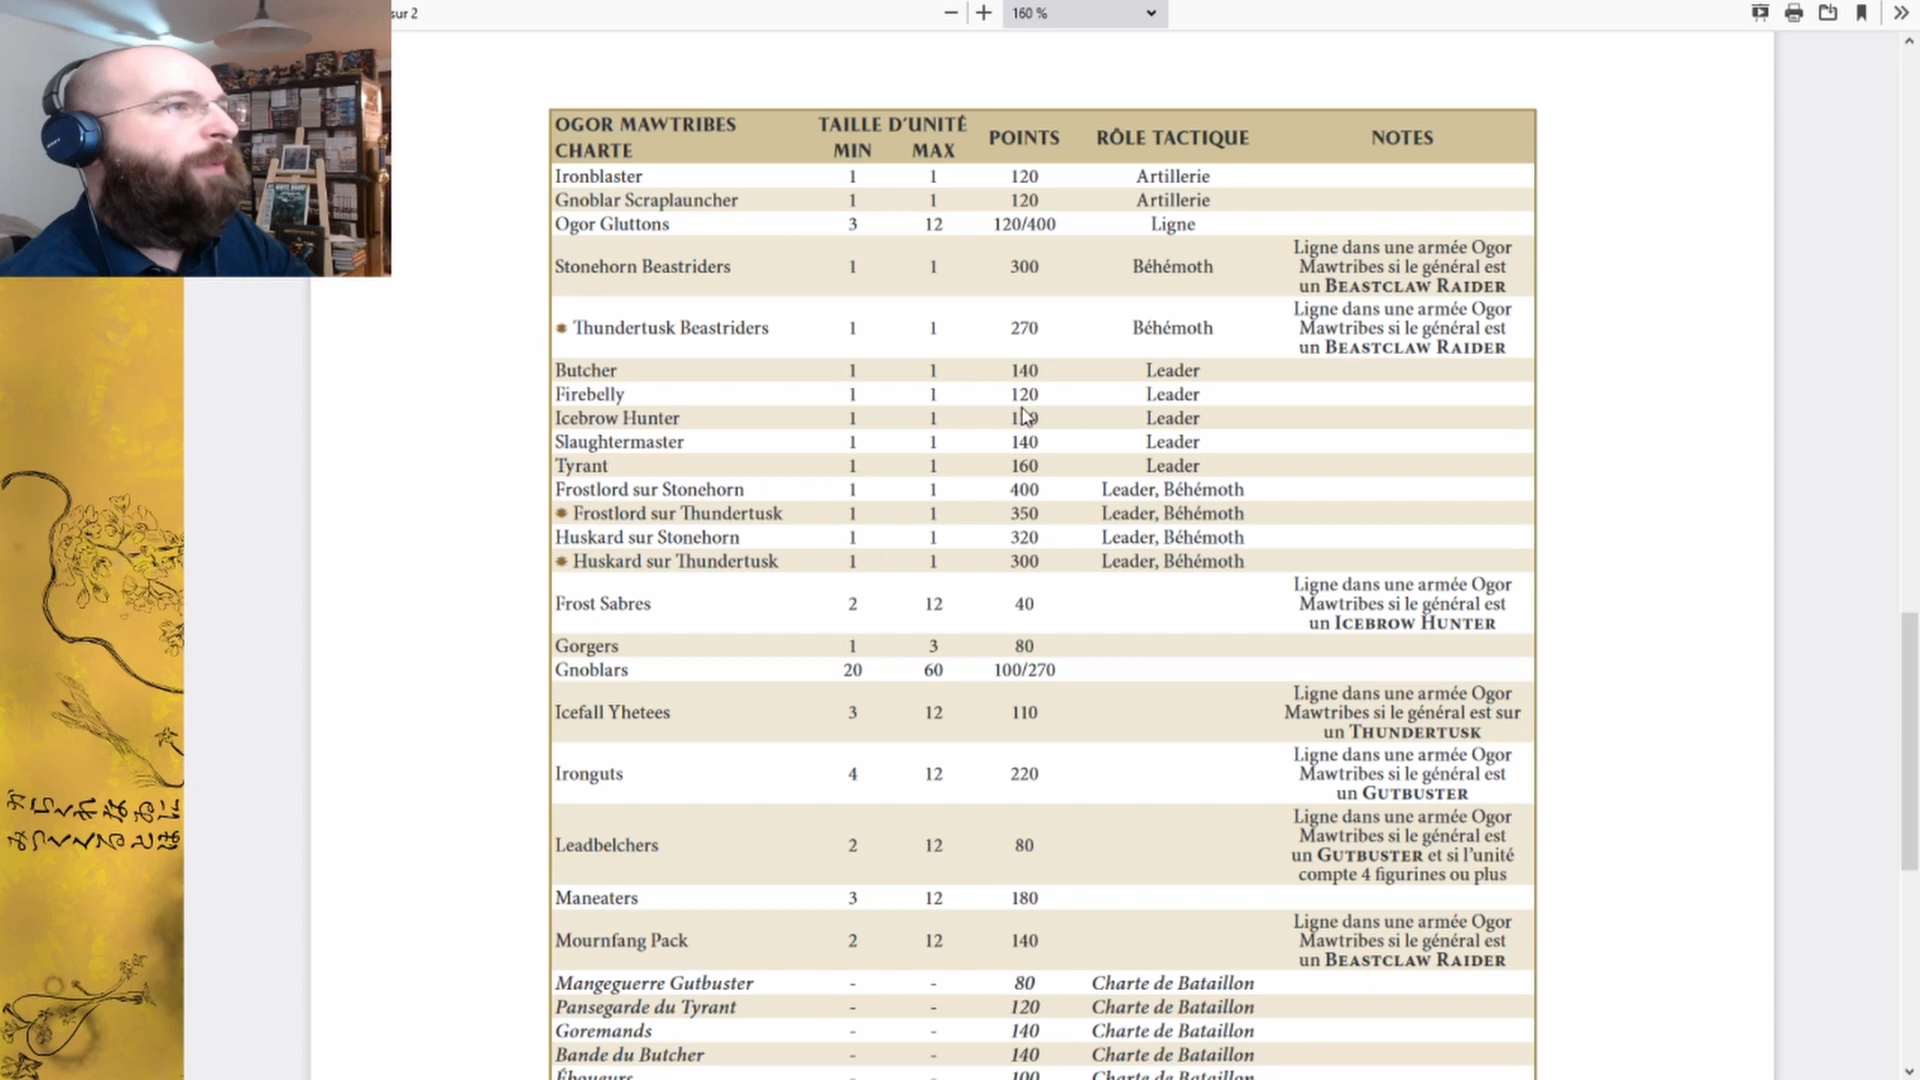 sur 2
160 %
OGOR MAWTRIBES CHARTE TAILLE D'UNITÉ MIN MAX POINTS RÔLE TACTIQUE NOTES
Ironblaster 1 1 120 Artillerie
Gnoblar Scraplauncher 1 1 120 Artillerie
Ogor Gluttons 3 12 120/400 Ligne
Stonehorn Beastriders 1 1 300 Béhémoth Ligne dans une armée Ogor
Mawtribes si le général est
un BEASTCLAW RAIDER
Thundertusk Beastriders 1 1 270 Béhémoth Ligne dans une armée Ogor
Mawtribes si le général est
un BEASTCLAW RAIDER
Butcher 1 1 140 Leader
Firebelly 1 1 120 Leader
Icebrow Hunter 1 1 Leader
Slaughtermaster 1 1 140 Leader
Tyrant 1 1 160 Leader
Frostlord sur Stonehorn 1 1 400 Leader, Béhémoth
Frostlord sur Thundertusk 1 1 350 Leader, Béhémoth
Huskard sur Stonehorn 1 1 320 Leader, Béhémoth
Huskard sur Thundertusk 1 1 300 Leader, Béhémoth
Frost Sabres 2 12 40 Ligne dans une armée Ogor
Mawtribes si le général est
un ICEBROW HUNTER
Gorgers 1 3 80
Gnoblars 20 60 100/270
Icefall Yhetees 3 12 110 Ligne dans une armée Ogor
Mawtribes si le général est sur
un THUNDERTUSK
Ironguts 4 12 220 Ligne dans une armée Ogor
Mawtribes si le général est
un GUTBUSTER
Leadbelchers 2 12 80 Ligne dans une armée Ogor
Mawtribes si le général est
un GUTBUSTER et si l'unité
compte 4 figurines ou plus
Maneaters 3 12 180
Mournfang Pack 2 12 140 Ligne dans une armée Ogor
Mawtribes si le général est
un BEASTCLAW RAIDER
Mangeguerre Gutbuster - - 80 Charte de Bataillon
Pansegarde du Tyrant - - 120 Charte de Bataillon
Goremands - - 140 Charte de Bataillon
Bande du Butcher - - 140 Charte de Bataillon
Éboueurs - - 100 Charte de Bataillon